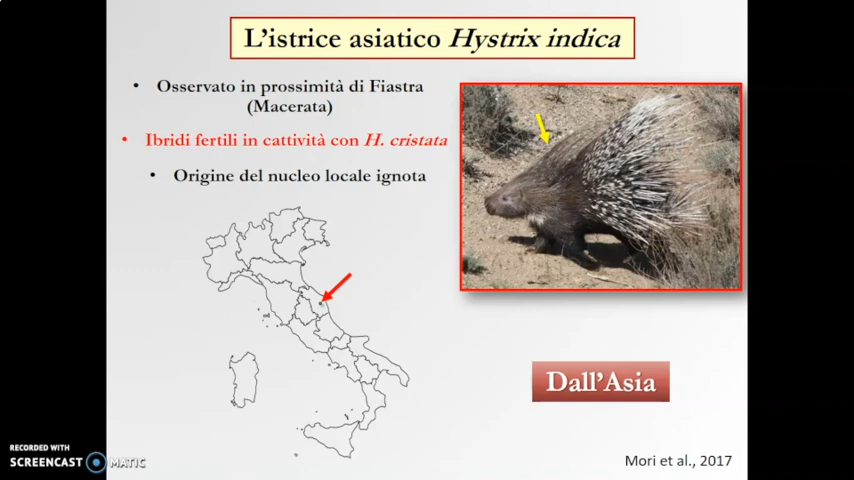 L'istrice asiatico Hystrix indica
• Osservato in prossimità di Fiastra
(Macerata)
• Ibridi fertili in cattività con H. cristata
• Origine del nucleo locale ignota
Dall'Asia
Mori et al., 2017
RECORDED WITH
SCREENCAST MATIC